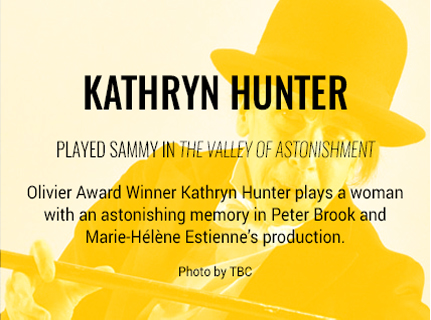 KATHRYN HUNTER
PLAYED SAMMY IN THE VALLEY OF ASTONISHMENT
Olivier Award Winner Kathryn Hunter plays a woman
with an astonishing memory in Peter Brook and
Marie-Hélène Estienne's production.
Photo by TBC